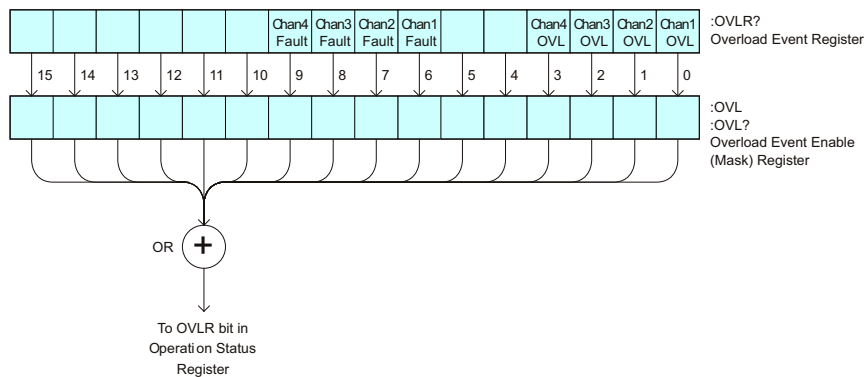 Chan4 Chan3 Chan2 Chan1 Chan4 Chan3 Chan2 Chan1
Fault Fault Fault Fault OVL OVL OVL OVL
:OVLR?
Overload Event Register
15 14 13 12 11 10 9 8 7 6 5 4 3 2 1 0
:OVL
:OVL?
Overload Event Enable
(Mask) Register
OR +
To OVLR bit in
Operation Status
Register